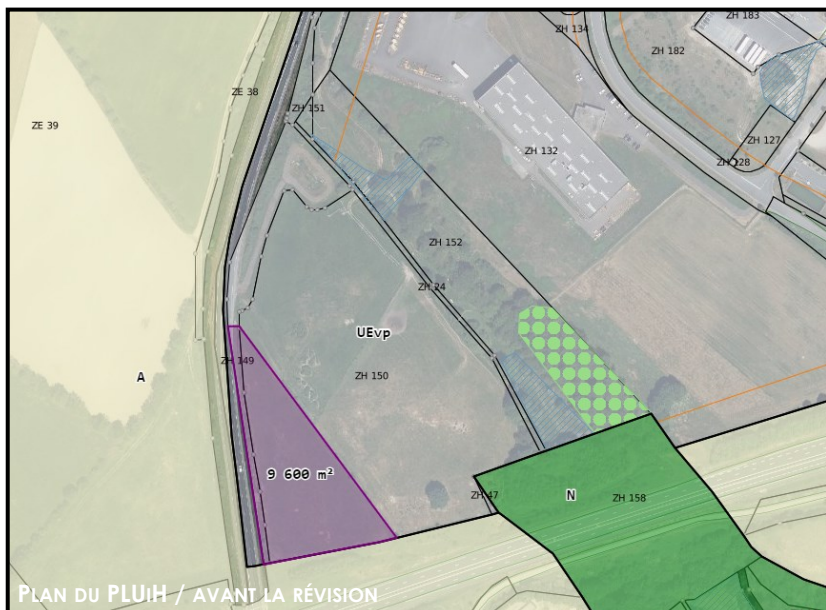 ZH 183
ZH 134
ZH 182
ZE 38
ZH 151
ZE 39
ZH 127
ZH 132
ZH 128
ZH 152
ZH 24
UEvp
ZH 149
A
ZH 150
9 600 m²
ZH 47
N
ZH 158
PLAN DU PLUiH / AVANT LA RÉVISION